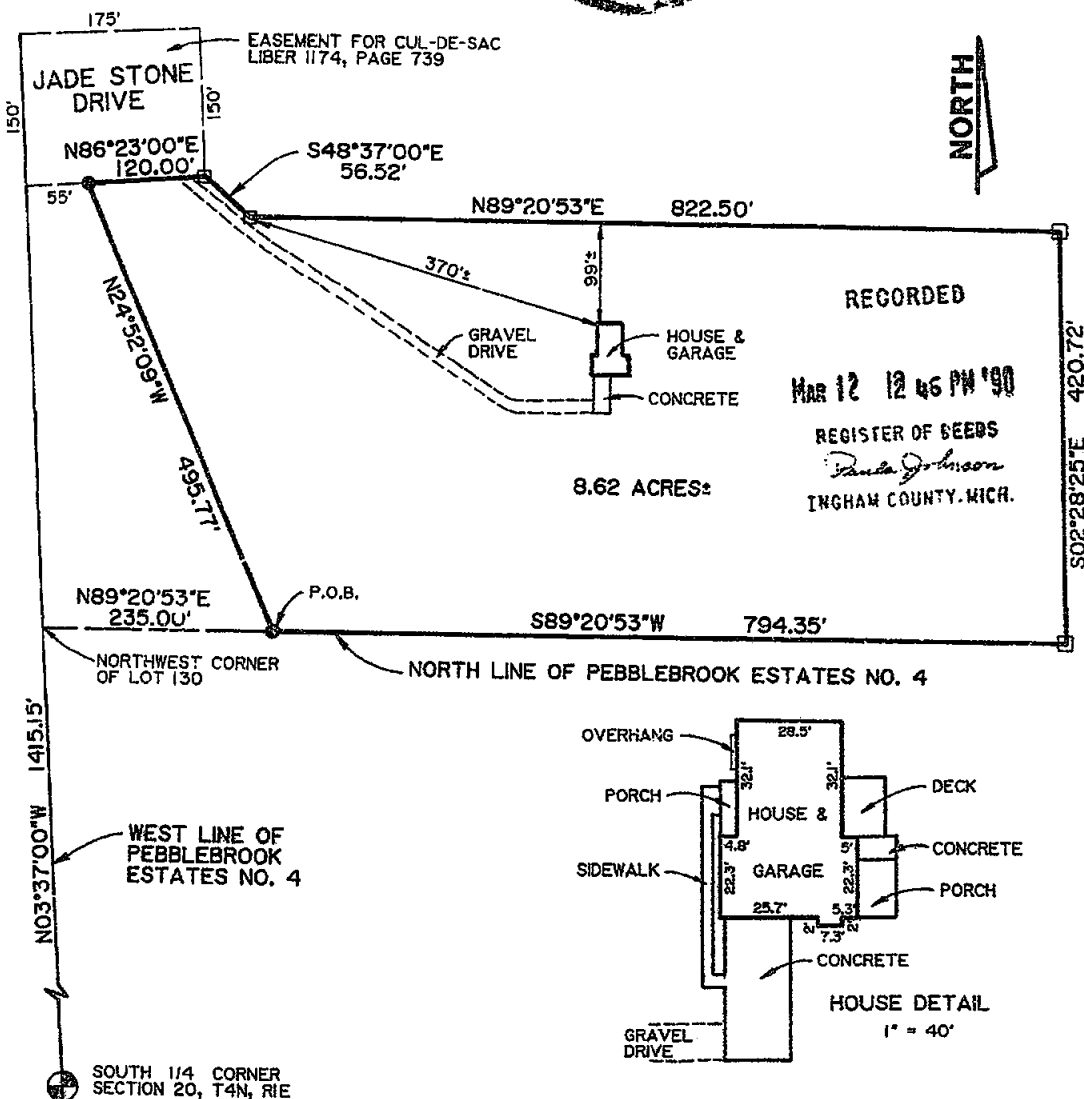 175'
EASEMENT FOR CUL-DE-SAC
LIBER 1174, PAGE 739
JADE STONE
DRIVE
150'
150'
NORTH
N86°23'00"E
120.00'
S48°37'00"E
56.52'
55'
N89°20'53"E 822.50'
370'±
99'±
N24°52'09"W
495.77'
GRAVEL
DRIVE
HOUSE &
GARAGE
CONCRETE
RECORDED
MAR 12 12 46 PM '90
REGISTER OF DEEDS
Paula Johnson
INGHAM COUNTY, MICH.
8.62 ACRES±
S02°28'25"E 420.72'
N89°20'53"E
235.00'
P.O.B.
S89°20'53"W 794.35'
NORTHWEST CORNER
OF LOT 130
NORTH LINE OF PEBBLEBROOK ESTATES NO. 4
N03°37'00"W 1415.15'
WEST LINE OF
PEBBLEBROOK
ESTATES NO. 4
SOUTH 1/4 CORNER
SECTION 20, T4N, R1E
OVERHANG
28.5'
32.1'
32.1'
DECK
PORCH
HOUSE &
4.8'
5'
CONCRETE
SIDEWALK
22.3'
GARAGE
22.3'
PORCH
25.7'
5.3'
2'
7.3'
2'
CONCRETE
HOUSE DETAIL
1" = 40'
GRAVEL
DRIVE